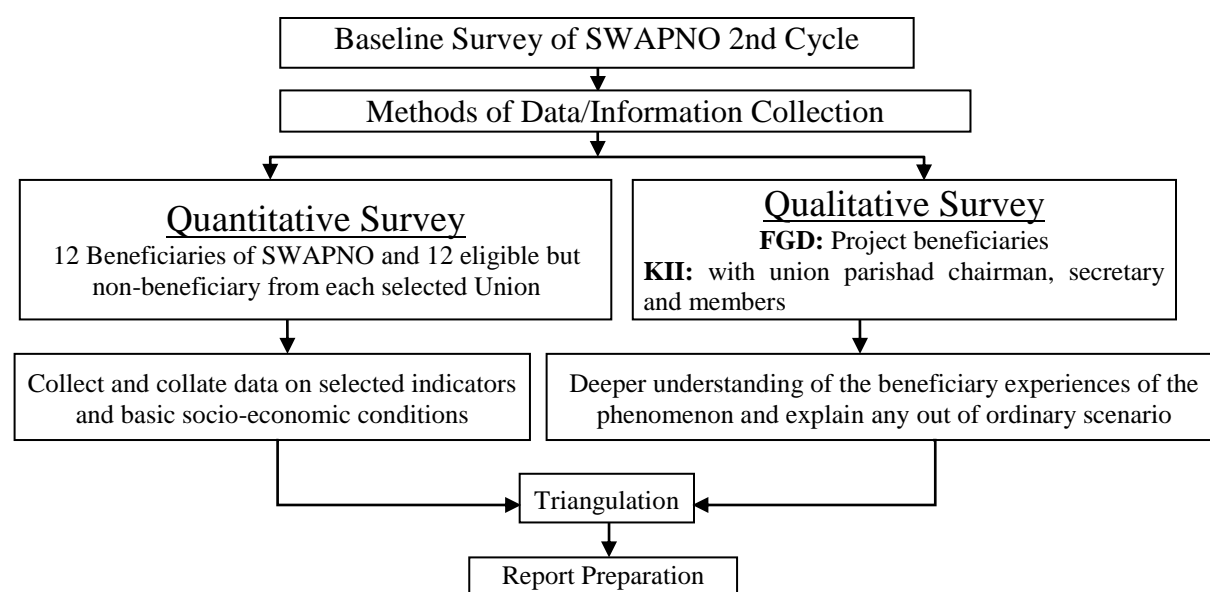 Baseline Survey of SWAPNO 2nd Cycle
Methods of Data/Information Collection
Quantitative Survey
12 Beneficiaries of SWAPNO and 12 eligible but
non-beneficiary from each selected Union
Qualitative Survey
FGD: Project beneficiaries
KII: with union parishad chairman, secretary
and members
Collect and collate data on selected indicators
and basic socio-economic conditions
Deeper understanding of the beneficiary experiences of the
phenomenon and explain any out of ordinary scenario
Triangulation
Report Preparation